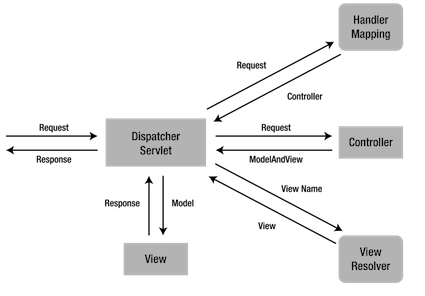 Handler
Mapping
Request
Controller
Request
Response
Dispatcher
Servlet
Request
ModelAndView
Controller
Response
Model
View Name
View
View
View
Resolver